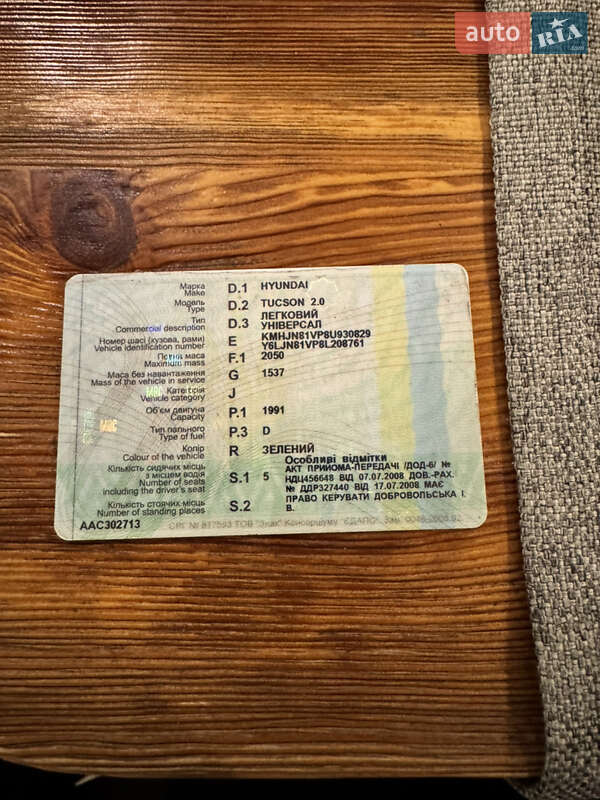 auto RIA .com
Марка D.1 HYUNDAI
Make
Модель D.2 TUCSON 2.0
Type
Тип D.3 ЛЕГКОВИЙ
Commercial description УНІВЕРСАЛ
Номер шасі (кузова, рами) E KMHJN81VP8U930829
Vehicle identification number Y6LJN81VP8L208761
Повна маса F.1 2050
Maximum mass
Маса без навантаження G 1537
Mass of the vehicle in service
Категорія J
Vehicle category
Об'єм двигуна P.1 1991
Capacity
Тип пального P.3 D
Type of fuel
Колір R ЗЕЛЕНИЙ
Colour of the vehicle
Особливі відмітки
Кількість сидячих місць S.1 5 АКТ ПРИЙОМА-ПЕРЕДАЧІ /ДОД-6/ №
з місцем водія НДЦ456648 ВІД 07.07.2008 ДОВ.-РАХ.
Number of seats № ДДР327440 ВІД 17.07.2008 МАЄ
including the driver's seat ПРАВО КЕРУВАТИ ДОБРОВОЛЬСЬКА І.
Кількість стоячих місць S.2 В.
Number of standing places
AAC302713